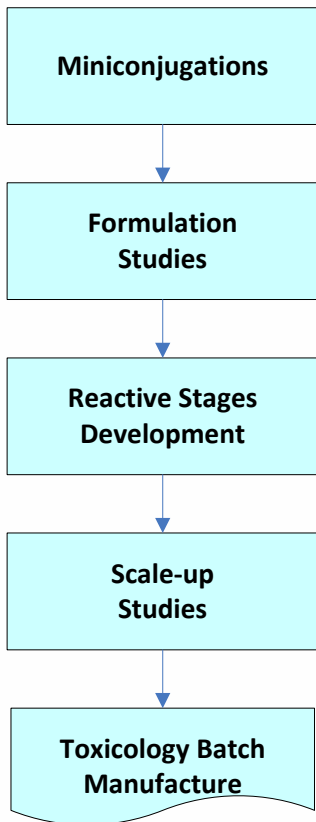 Miniconjugations
Formulation
Studies
Reactive Stages
Development
Scale-up
Studies
Toxicology Batch
Manufacture